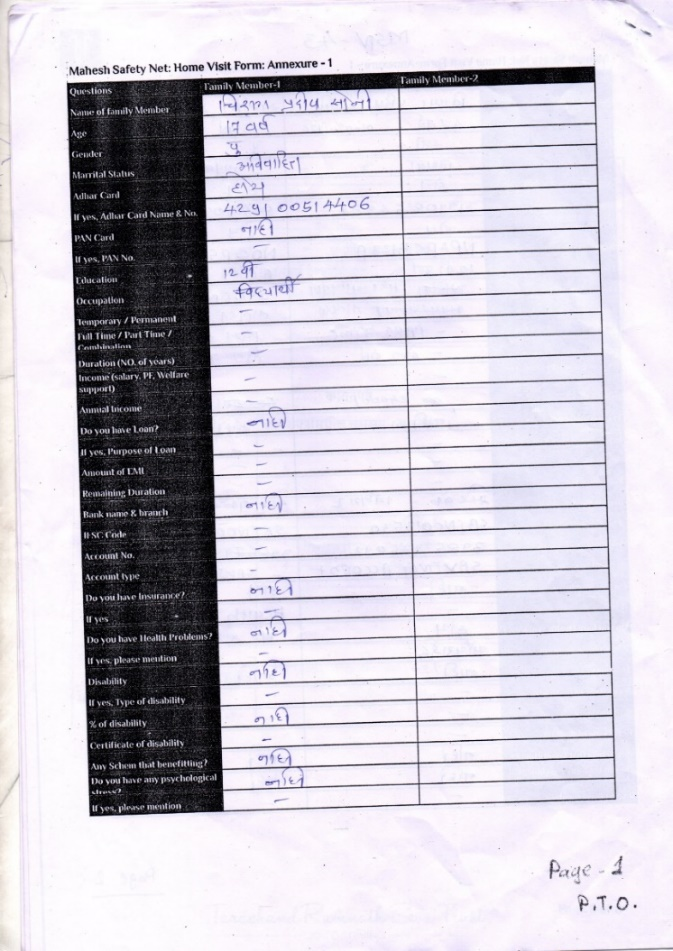 Mahesh Safety Net: Home Visit Form: Annexure - 1
Questions Family Member-1 Family Member-2
Name of family Member चिराग प्रदीप सोनी
Age 17 वर्ष
Gender पु
Marrital Status अविवाहित
Adhar Card होय
If yes, Adhar Card Name & No. 4291 0051 4406
PAN Card नाही
If yes, PAN No. –
Education 12 वी
Occupation विद्यार्थी
Temporary / Permanent –
Full Time / Part Time / Combination –
Duration (NO. of years) –
Income (salary, PF, Welfare support) –
Annual Income –
Do you have Loan? नाही
If yes, Purpose of Loan –
Amount of EMI –
Remaining Duration –
Bank name & branch नाही
IFSC Code –
Account No. –
Account type –
Do you have Insurance? नाही
If yes –
Do you have Health Problems? नाही
If yes, please mention –
Disability नाही
If yes, Type of disability –
% of disability नाही
Certificate of disability –
Any Schem that benefitting? नाही
Do you have any psychological stress? नाही
If yes, please mention –
Page - 1
P.T.O.